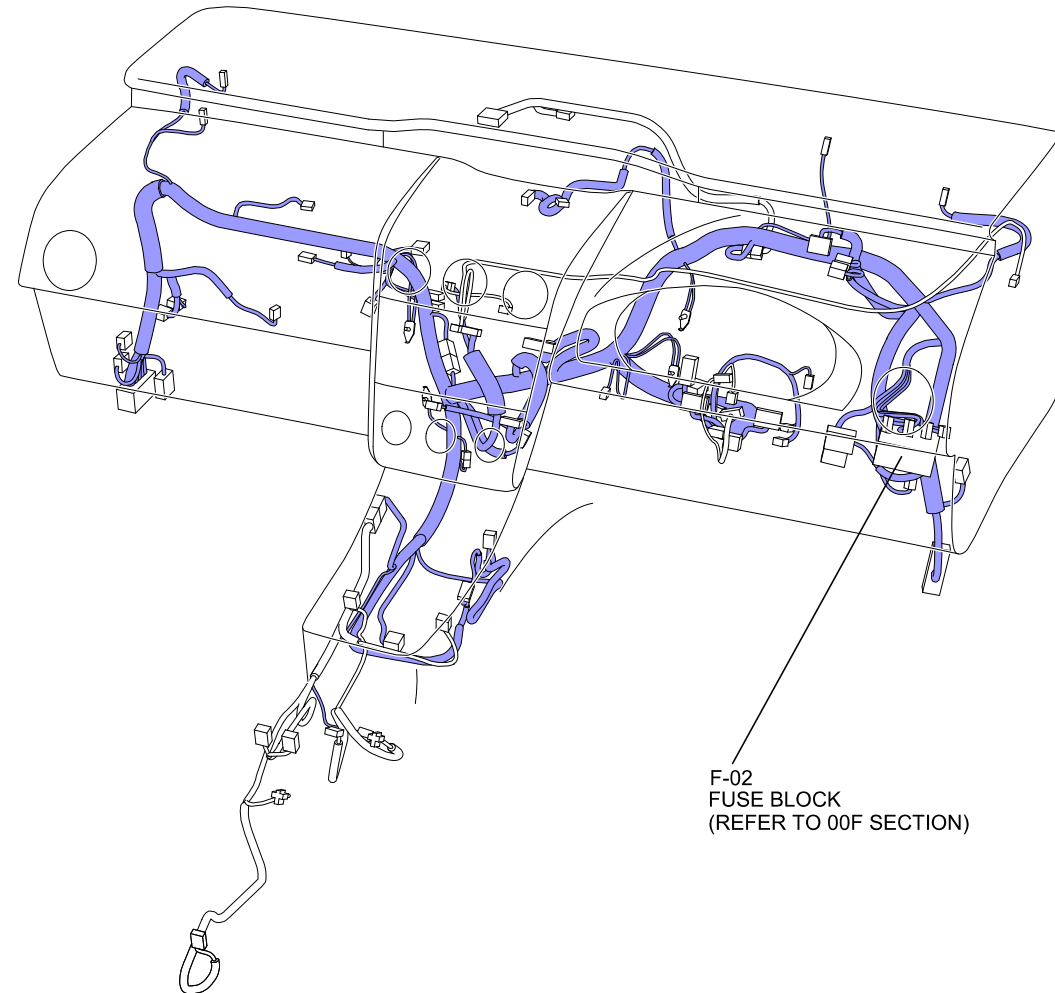 F-02
FUSE BLOCK
(REFER TO 00F SECTION)